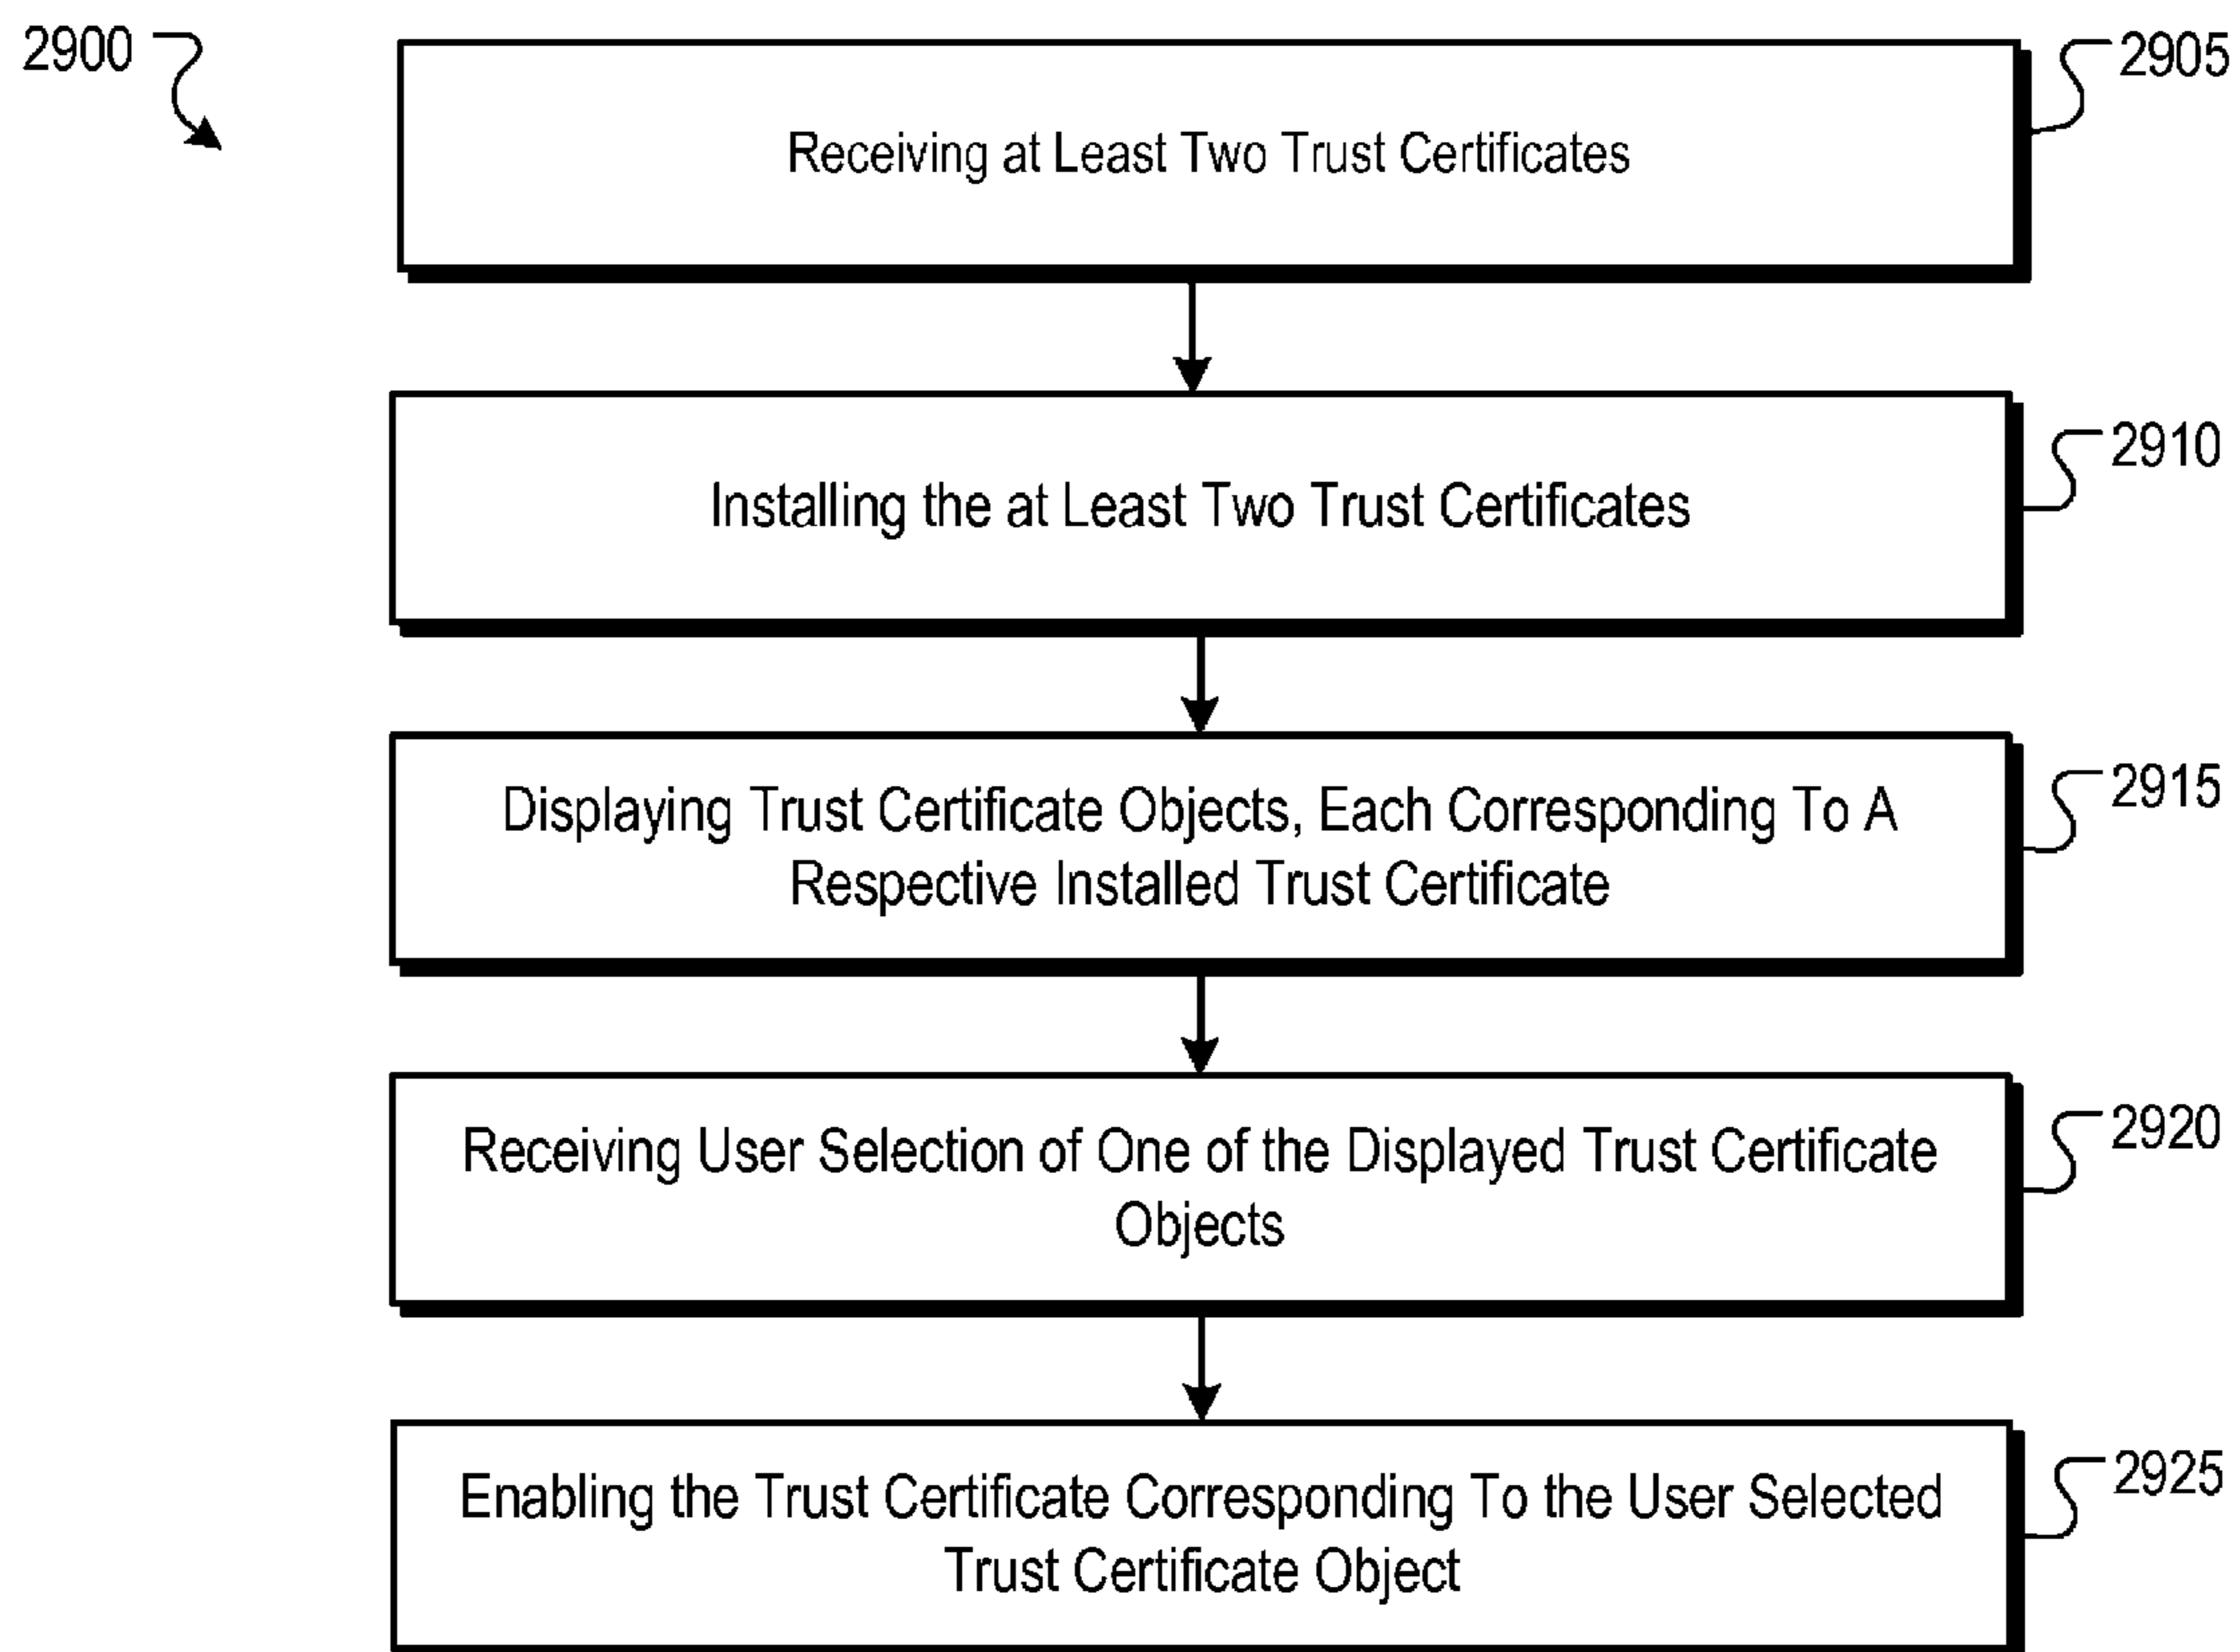 2900
2905
Receiving at Least Two Trust Certificates
2910
Installing the at Least Two Trust Certificates
2915
Displaying Trust Certificate Objects, Each Corresponding To A
Respective Installed Trust Certificate
2920
Receiving User Selection of One of the Displayed Trust Certificate
Objects
2925
Enabling the Trust Certificate Corresponding To the User Selected
Trust Certificate Object